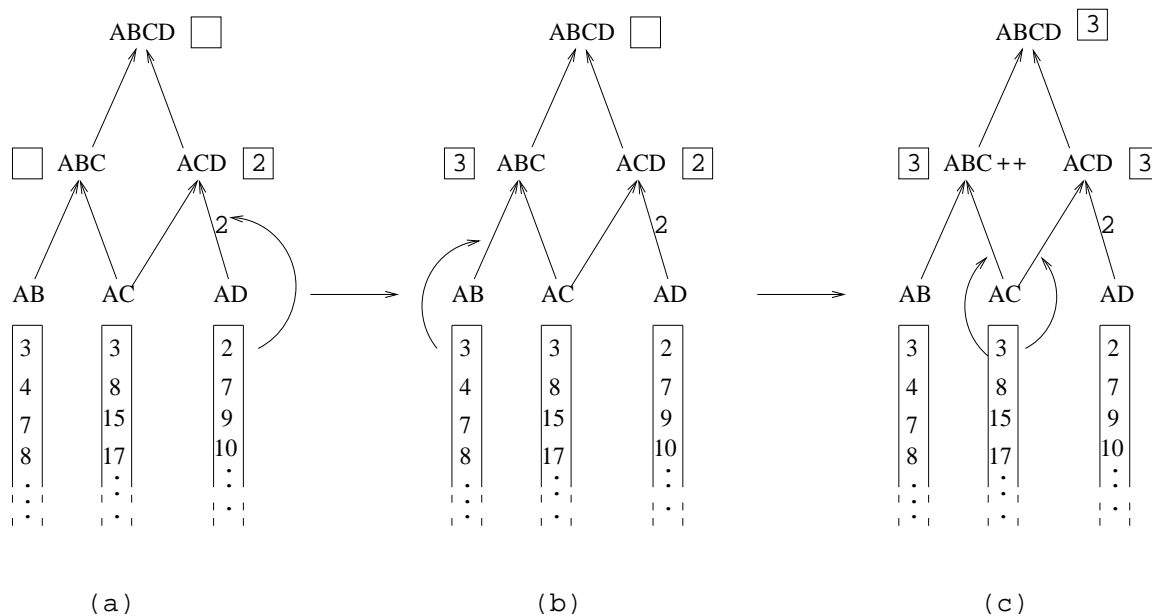 ABCD
ABC ACD 2
2
AB AC AD
3 3 2
4 8 7
7 15 9
8 17 10
(a)
ABCD
3 ABC ACD 2
2
AB AC AD
3 3 2
4 8 7
7 15 9
8 17 10
(b)
ABCD 3
3 ABC ++ ACD 3
2
AB AC AD
3 3 2
4 8 7
7 15 9
8 17 10
(c)